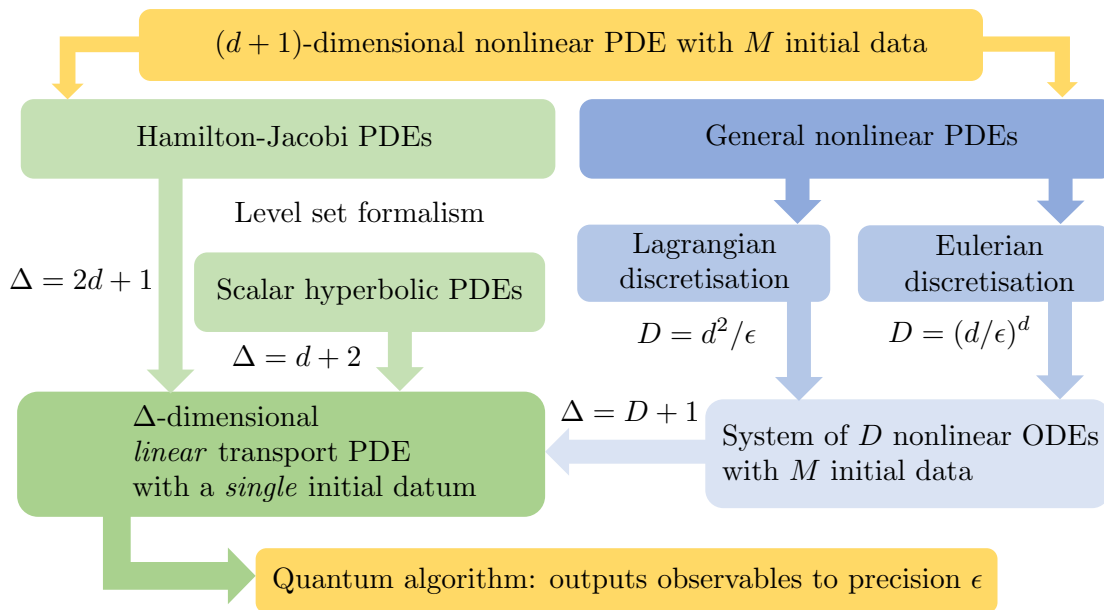 (d + 1)-dimensional nonlinear PDE with M initial data
Hamilton-Jacobi PDEs
General nonlinear PDEs
Level set formalism
Δ = 2d + 1
Scalar hyperbolic PDEs
Δ = d + 2
Lagrangian
discretisation
Eulerian
discretisation
D = d²/ϵ
D = (d/ϵ)ᵈ
Δ-dimensional
linear transport PDE
with a single initial datum
Δ = D + 1
System of D nonlinear ODEs
with M initial data
Quantum algorithm: outputs observables to precision ϵ